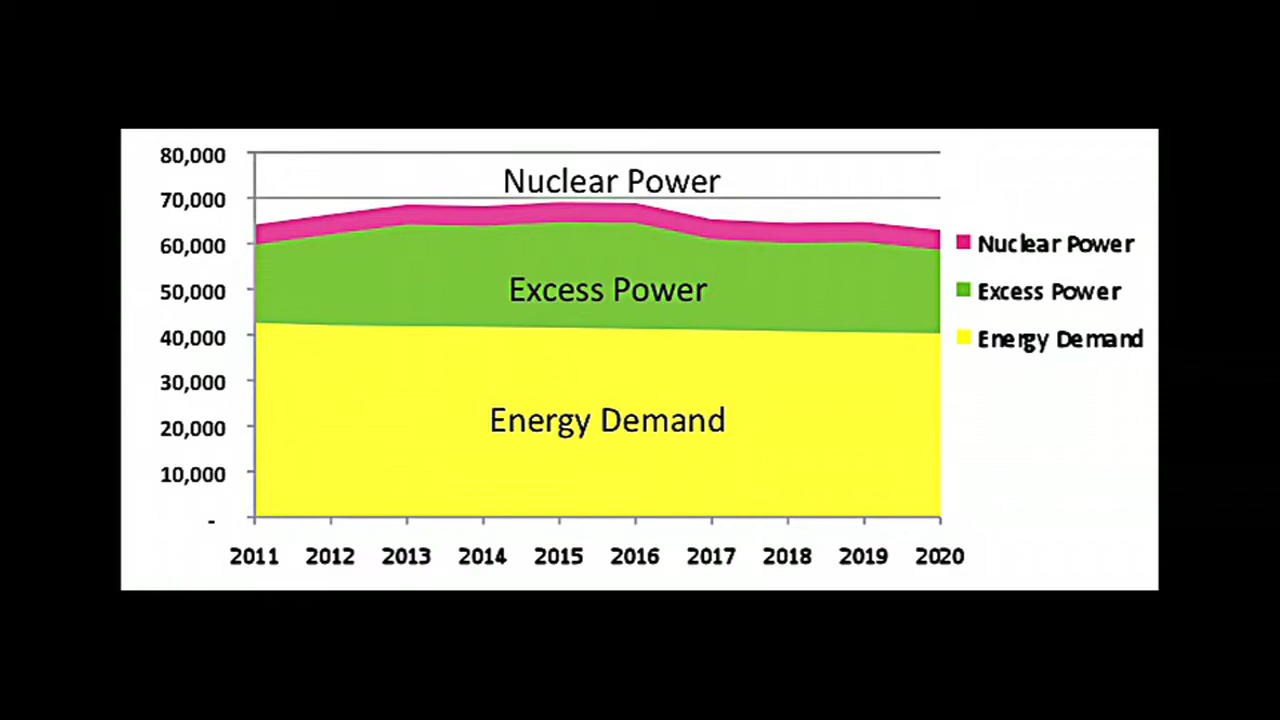 80,000
70,000
60,000
50,000
40,000
30,000
20,000
10,000
-
Nuclear Power
Excess Power
Energy Demand
2011 2012 2013 2014 2015 2016 2017 2018 2019 2020
Nuclear Power
Excess Power
Energy Demand